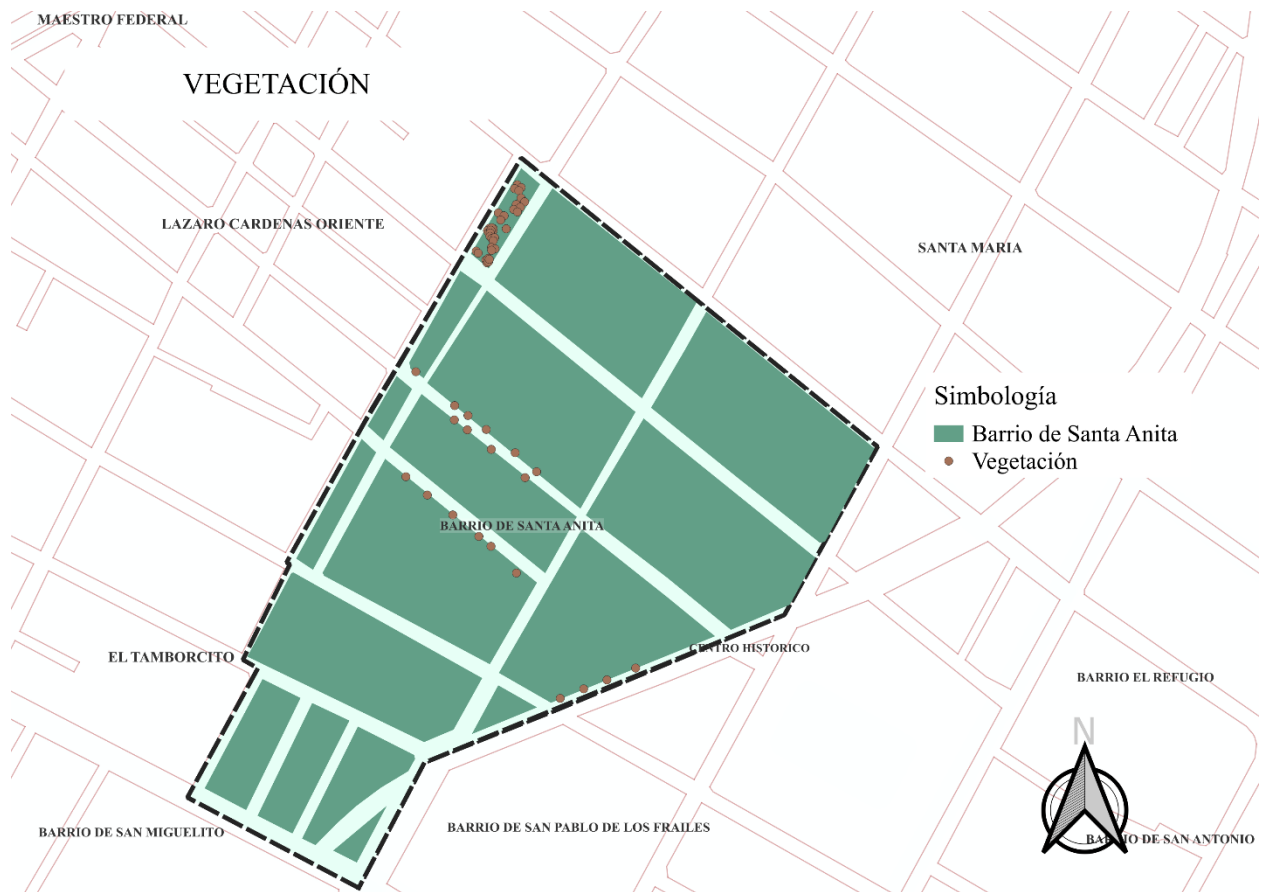 MAESTRO FEDERAL
VEGETACIÓN
LAZARO CARDENAS ORIENTE
SANTA MARIA
Simbología
Barrio de Santa Anita
Vegetación
BARRIO DE SANTA ANITA
CENTRO HISTORICO
EL TAMBORCITO
BARRIO EL REFUGIO
N
BARRIO DE SAN MIGUELITO
BARRIO DE SAN PABLO DE LOS FRAILES
BARRIO DE SAN ANTONIO